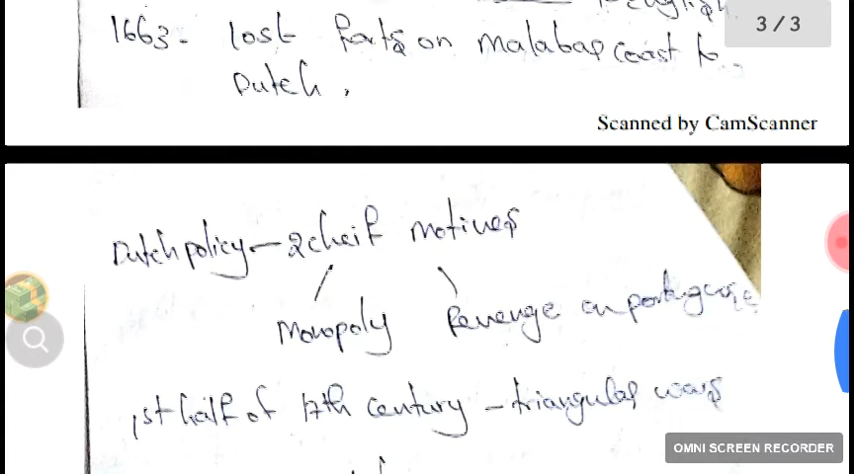 English
3 / 3
1663 - lost forts on malabar coast to
Dutch,
Scanned by CamScanner
Dutch policy - 2 cheif motives
Monopoly Revenge on portuguese
1st half of 17th century - triangular wars
OMNI SCREEN RECORDER